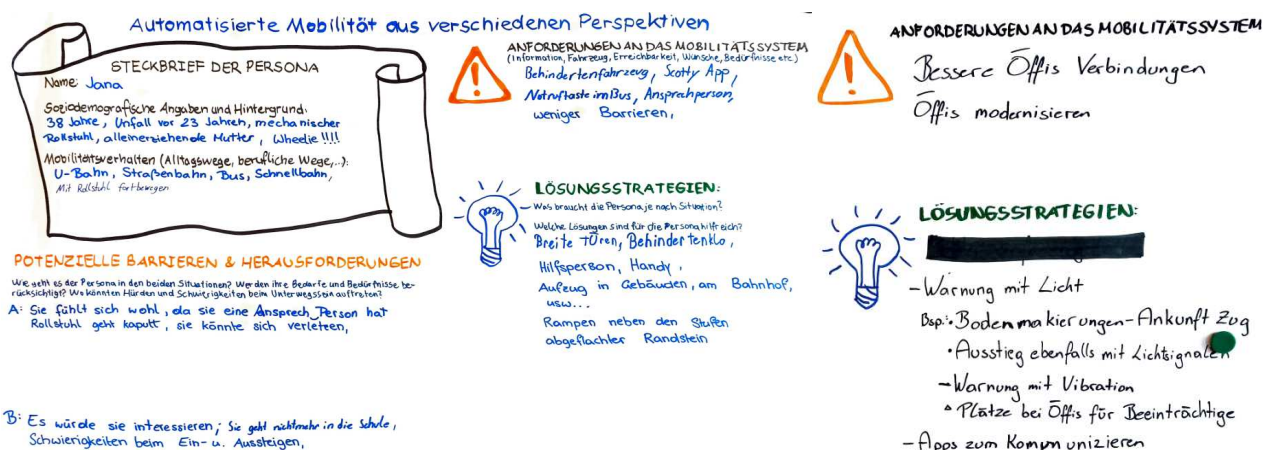 Automatisierte Mobilität aus verschiedenen Perspektiven
STECKBRIEF DER PERSONA
Name: Jana
Soziodemografische Angaben und Hintergrund:
38 Jahre, Unfall vor 23 Jahren, mechanischer
Rollstuhl, alleinerziehende Mutter, Wheelie !!!!
Mobilitätsverhalten (Alltagswege, berufliche Wege,...):
U-Bahn, Straßenbahn, Bus, Schnellbahn,
Mit Rollstuhl fortbewegen
POTENZIELLE BARRIEREN & HERAUSFORDERUNGEN
Wie geht es der Persona in den beiden Situationen? Werden ihre Bedarfe und Bedürfnisse be-
rücksichtigt? Wo könnten Hürden und Schwierigkeiten beim Unterwegssein auftreten?
A: Sie fühlt sich wohl, da sie eine Ansprech Person hat
Rollstuhl geht kaputt, sie könnte sich verletzen,
B: Es würde sie interessieren; Sie geht nichtmehr in die Schule,
Schwierigkeiten beim Ein- u. Aussteigen,
ANFORDERUNGEN AN DAS MOBILITÄTSSYSTEM
(Information, Fahrzeug, Erreichbarkeit, Wünsche, Bedürfnisse etc.)
Behindertenfahrzeug, Scotty App,
Notruftaste im Bus, Ansprechperson,
weniger Barrieren,
LÖSUNGSSTRATEGIEN:
Was braucht die Persona je nach Situation?
Welche Lösungen sind für die Persona hilfreich?
Breite Türen, Behindertenklo,
Hilfsperson, Handy,
Aufzug in Gebäuden, am Bahnhof,
usw...
Rampen neben den Stufen
abgeflachter Randstein
ANFORDERUNGEN AN DAS MOBILITÄTSSYSTEM
Bessere Öffis Verbindungen
Öffis modernisieren
LÖSUNGSSTRATEGIEN:
- Warnung mit Licht
Bsp.: • Bodenmakierungen - Ankunft Zug
• Ausstieg ebenfalls mit Lichtsignalen
- Warnung mit Vibration
△ Plätze bei Öffis für Beeinträchtige
- Apps zum Kommunizieren